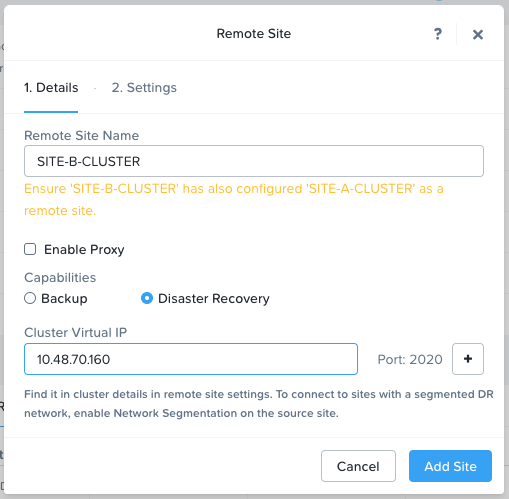 Remote Site
?
1. Details
2. Settings
Remote Site Name
SITE-B-CLUSTER
Ensure 'SITE-B-CLUSTER' has also configured 'SITE-A-CLUSTER' as a
remote site.
Enable Proxy
Capabilities
Backup
Disaster Recovery
Cluster Virtual IP
10.48.70.160
Port: 2020
+
Find it in cluster details in remote site settings. To connect to sites with a segmented DR
network, enable Network Segmentation on the source site.
Cancel
Add Site